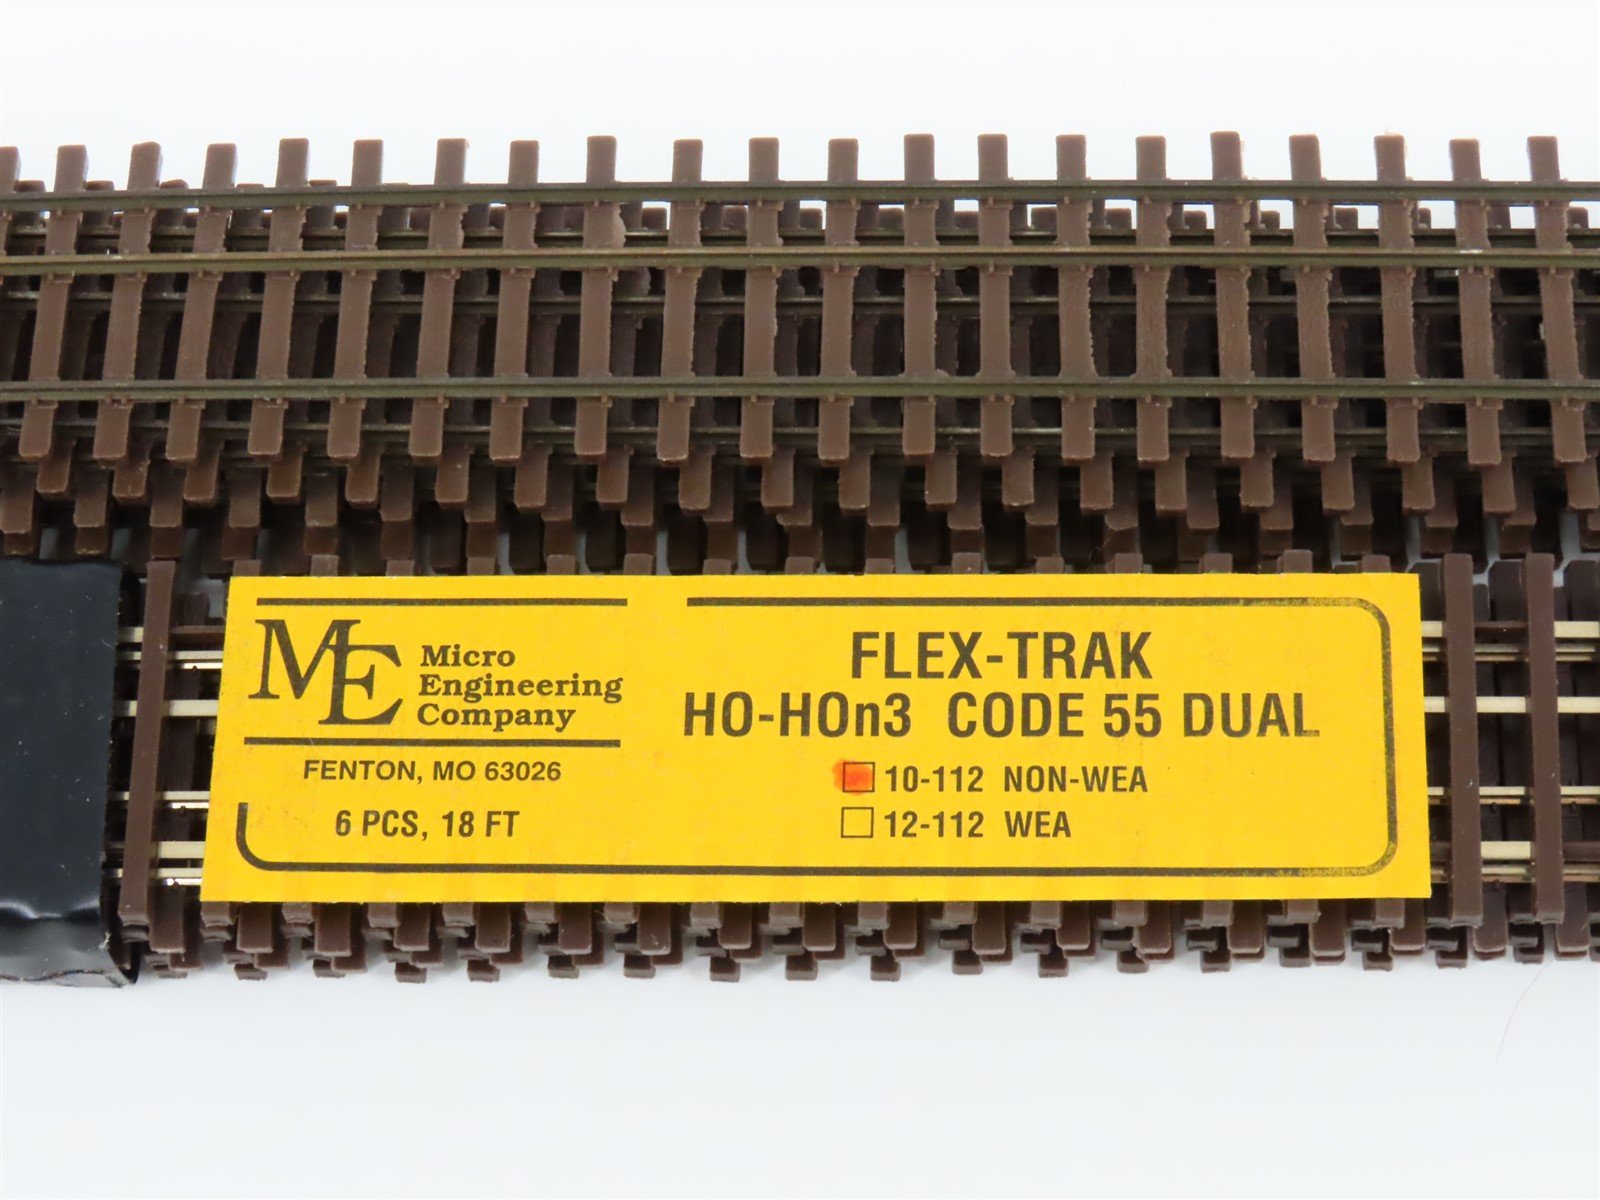 ME Micro
Engineering
Company
FENTON, MO 63026
6 PCS, 18 FT
FLEX-TRAK
HO-HOn3 CODE 55 DUAL
10-112 NON-WEA
12-112 WEA